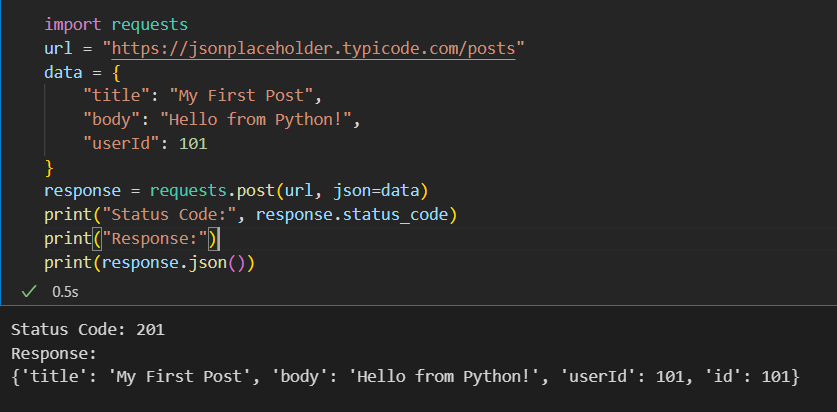 import requests
url = "https://jsonplaceholder.typicode.com/posts"
data = {
    "title": "My First Post",
    "body": "Hello from Python!",
    "userId": 101
}
response = requests.post(url, json=data)
print("Status Code:", response.status_code)
print("Response:")
print(response.json())
0.5s
Status Code: 201
Response:
{'title': 'My First Post', 'body': 'Hello from Python!', 'userId': 101, 'id': 101}